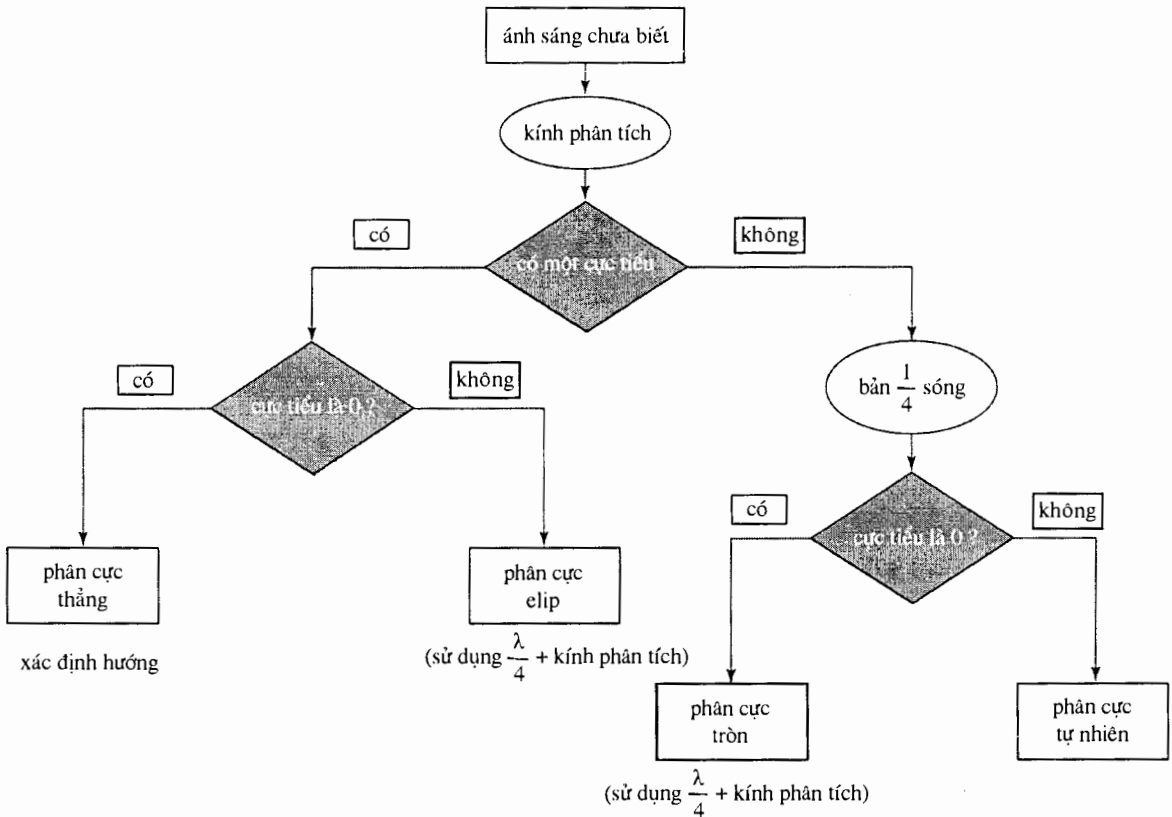 ánh sáng chưa biết
kính phân tích
có
không
có một cực tiểu
có
không
cực tiểu là 0 ?
bản 1/4 sóng
có
không
cực tiểu là 0 ?
phân cực
thẳng
phân cực
elip
xác định hướng
(sử dụng λ/4 + kính phân tích)
phân cực
tròn
phân cực
tự nhiên
(sử dụng λ/4 + kính phân tích)